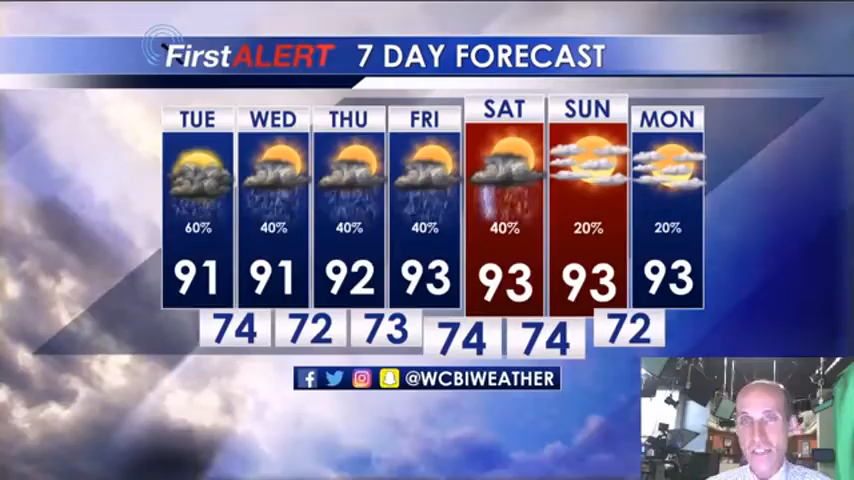 FirstALERT 7 DAY FORECAST
TUE WED THU FRI SAT SUN MON
60% 40% 40% 40% 40% 20% 20%
91 91 92 93 93 93 93
74 72 73 74 74 72
@WCBIWEATHER